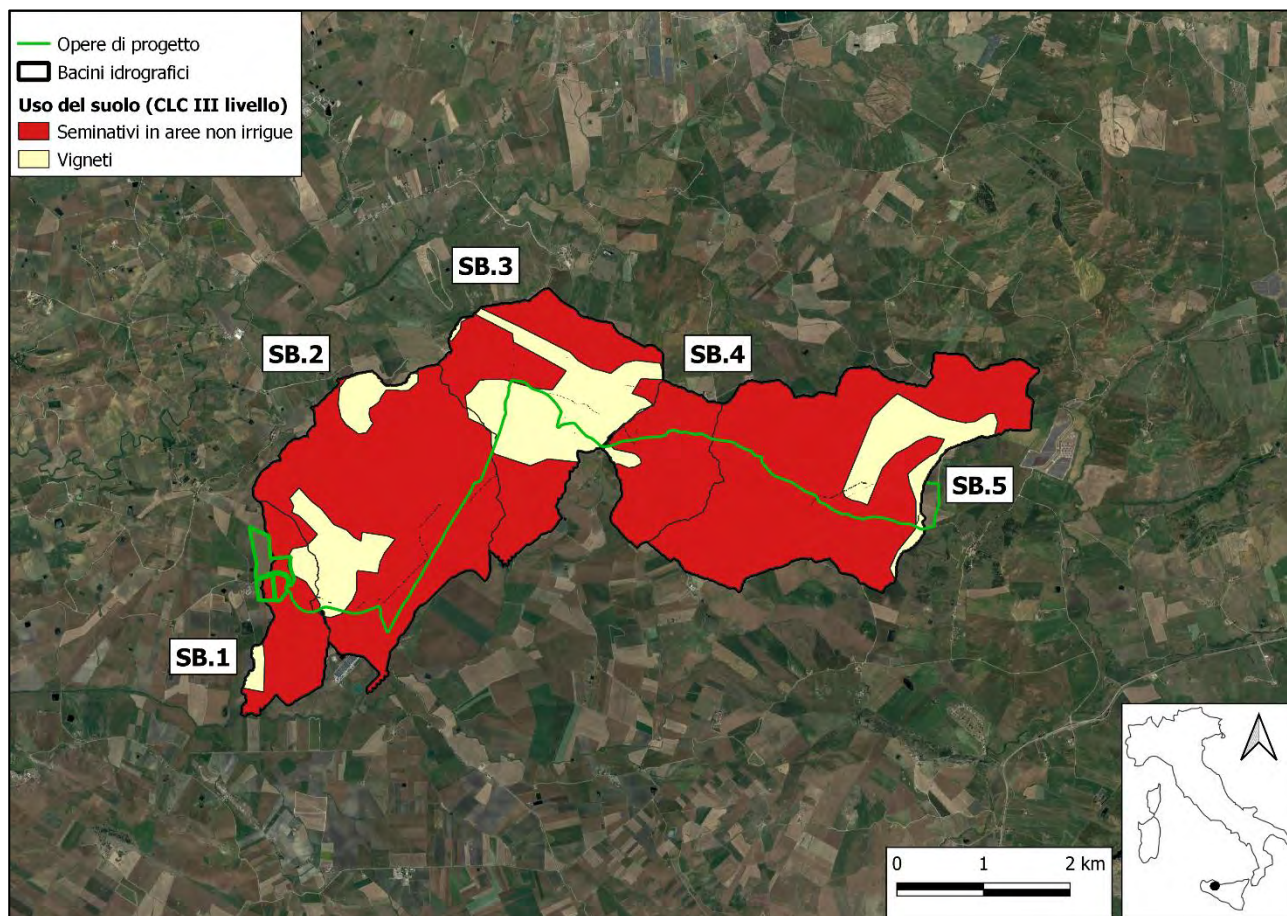 Opere di progetto
Bacini idrografici
Uso del suolo (CLC III livello)
Seminativi in aree non irrigue
Vigneti
SB.3
SB.2
SB.4
SB.5
SB.1
0 1 2 km